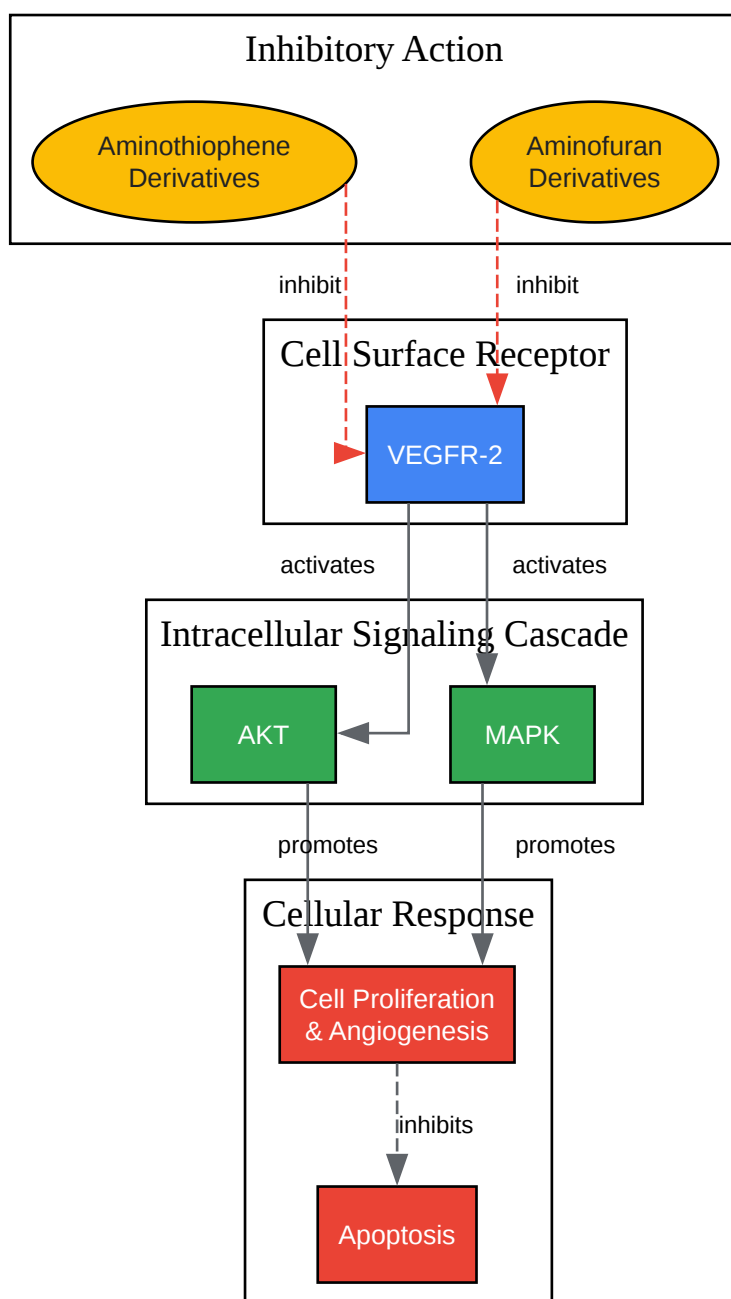 Inhibitory Action
Aminothiophene
Derivatives
Aminofuran
Derivatives
inhibit
inhibit
Cell Surface Receptor
VEGFR-2
activates
activates
Intracellular Signaling Cascade
AKT
MAPK
promotes
promotes
Cellular Response
Cell Proliferation
& Angiogenesis
inhibits
Apoptosis